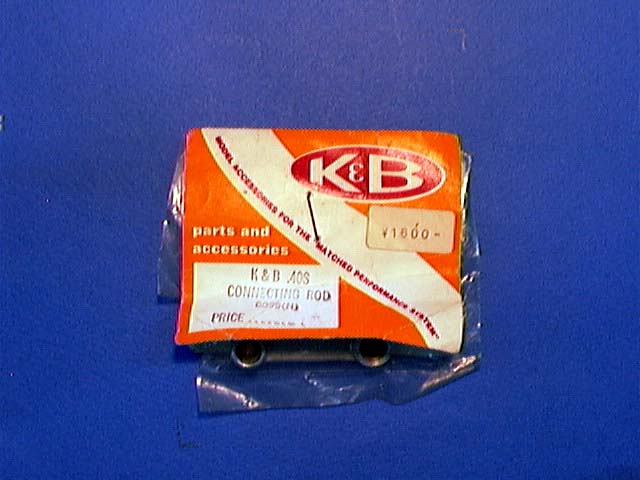 K&B
MODEL ACCESSORIES FOR THE "MATCHED PERFORMANCE SYSTEM"
¥1600-
parts and
accessories
K & B .40S
CONNECTING ROD
PRICE